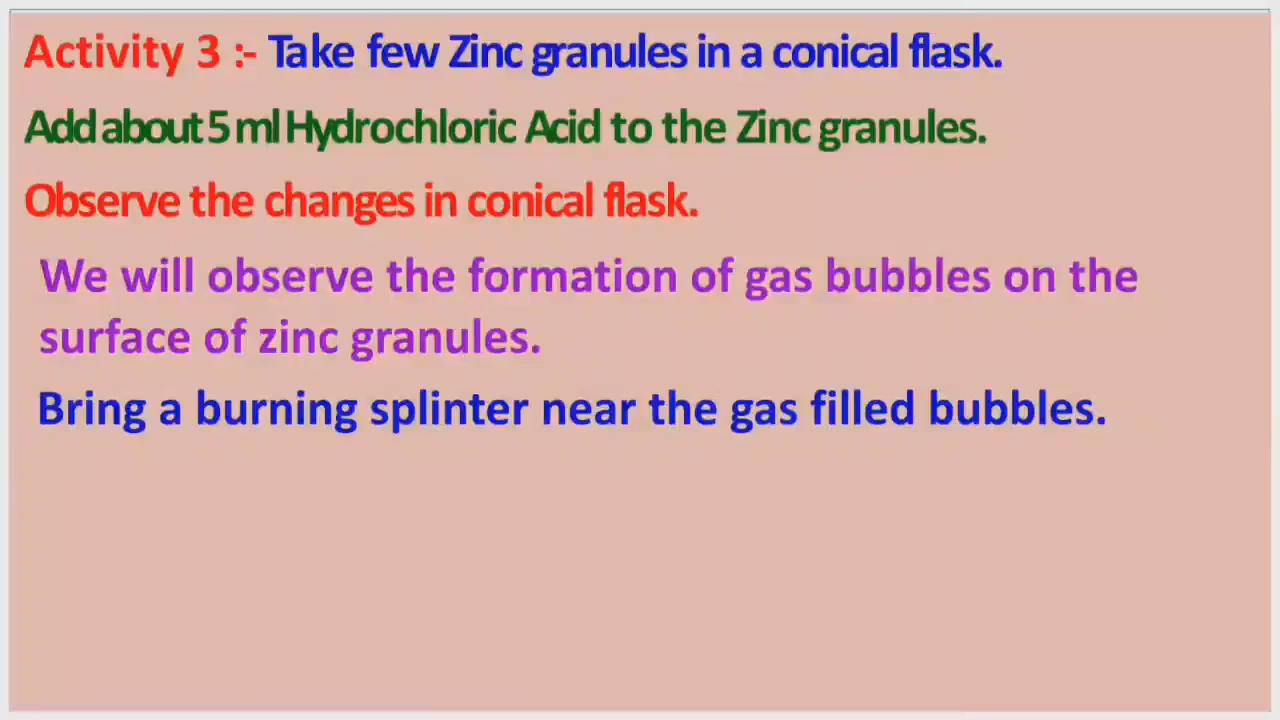 Activity 3 :- Take few Zinc granules in a conical flask.
Add about 5 ml Hydrochloric Acid to the Zinc granules.
Observe the changes in conical flask.
We will observe the formation of gas bubbles on the
surface of zinc granules.
Bring a burning splinter near the gas filled bubbles.